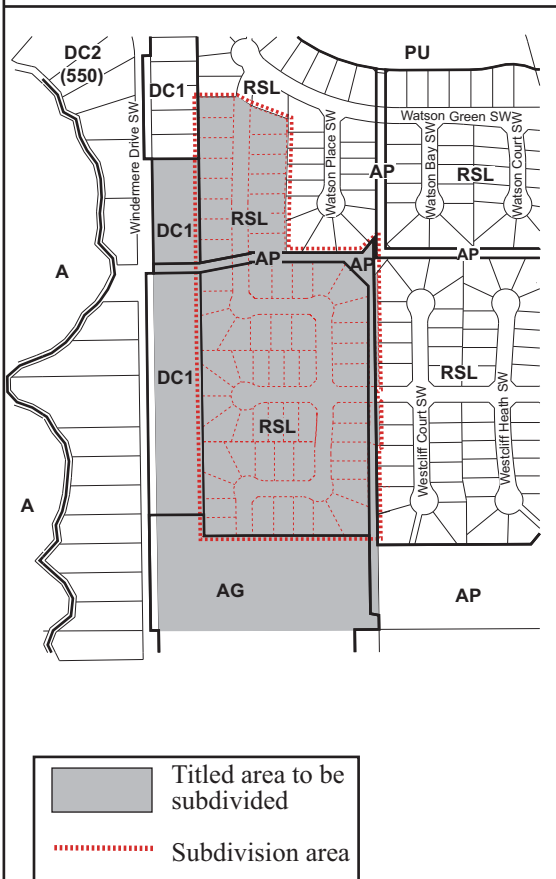 DC2
(550)
PU
DC1
RSL
Watson Green SW
Windermere Drive SW
Watson Place SW
Watson Bay SW
Watson Court SW
AP
RSL
RSL
DC1
AP
AP
AP
A
DC1
RSL
RSL
Westcliff Court SW
Westcliff Heath SW
A
AG
AP
Titled area to be
subdivided
Subdivision area